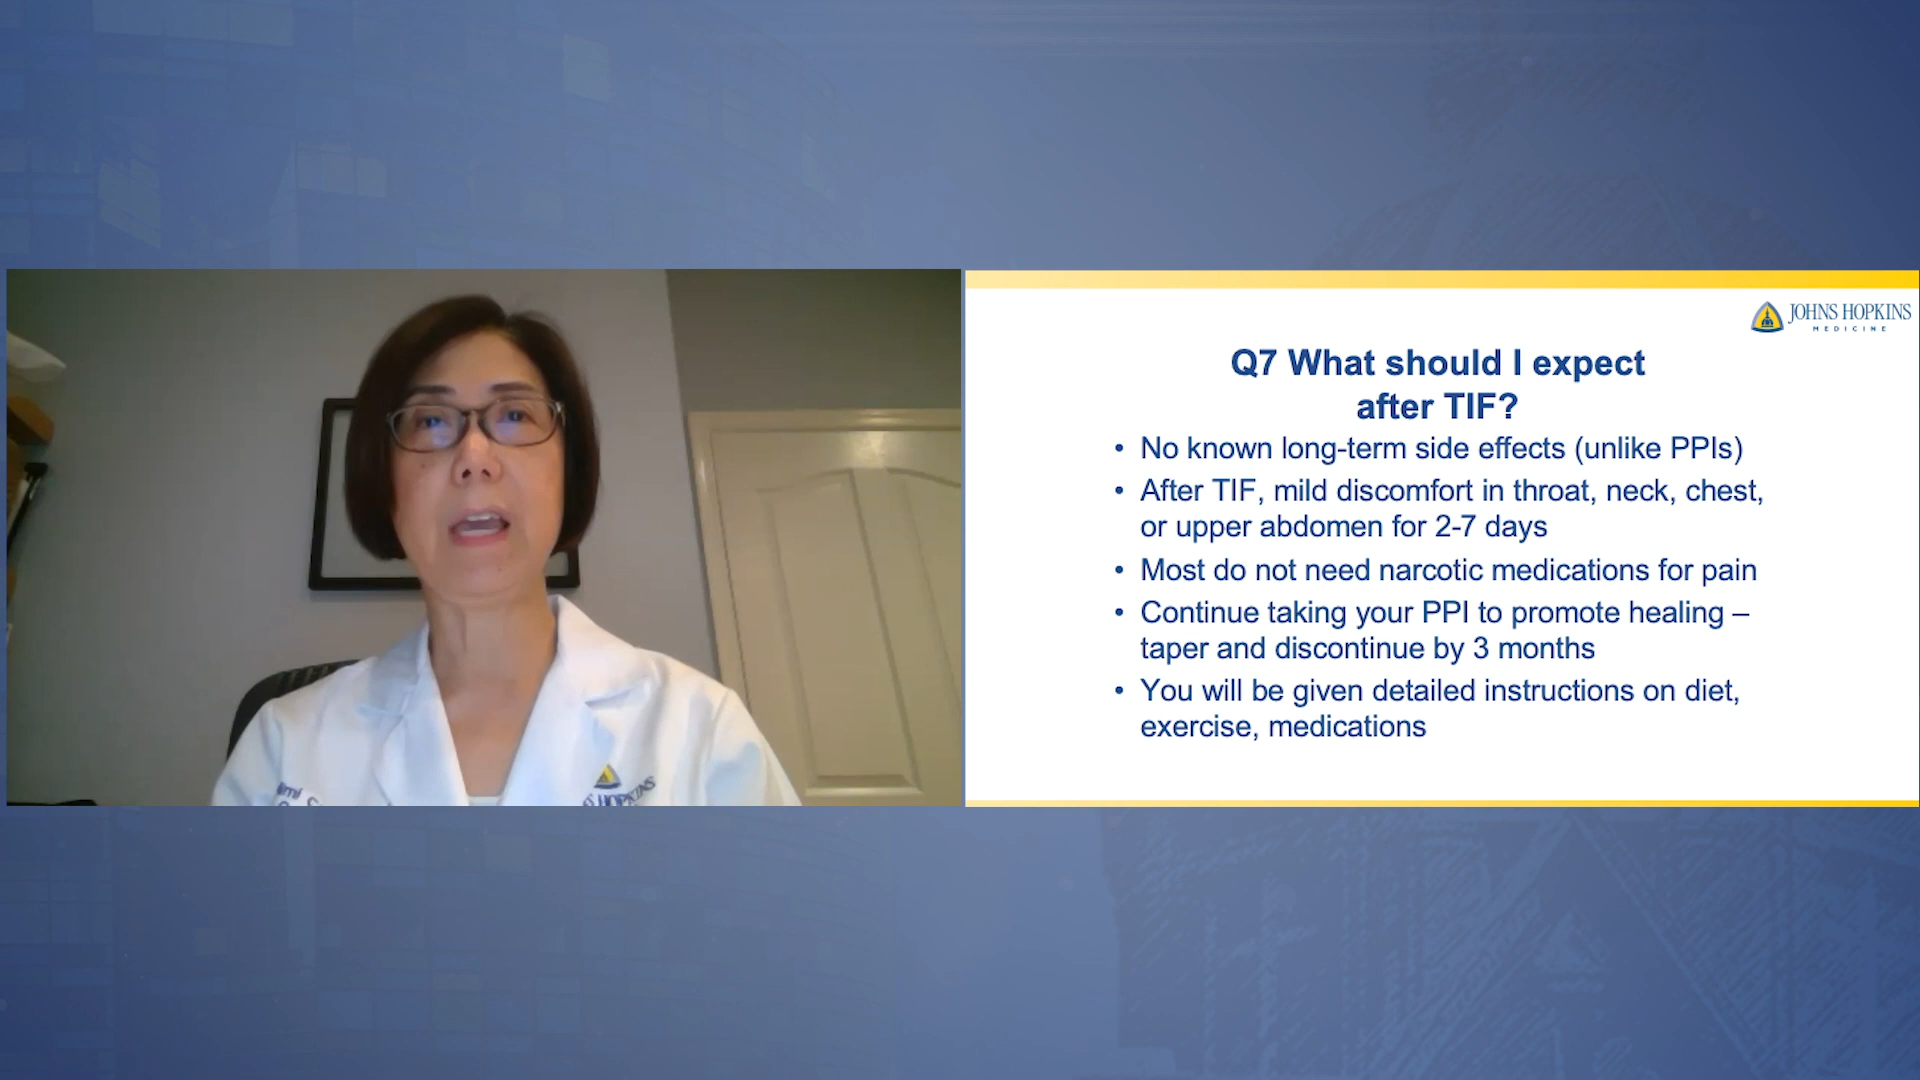 JOHNS HOPKINS
MEDICINE
Q7 What should I expect
after TIF?
• No known long-term side effects (unlike PPIs)
• After TIF, mild discomfort in throat, neck, chest,
or upper abdomen for 2-7 days
• Most do not need narcotic medications for pain
• Continue taking your PPI to promote healing –
taper and discontinue by 3 months
• You will be given detailed instructions on diet,
exercise, medications
HOPKINS